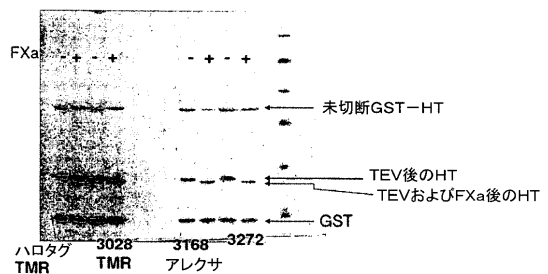 FXa
- + - +
- + - +
未切断GST－HT
TEV後のHT
TEVおよびFXa後のHT
GST
ハロタグ
TMR
3028
TMR
3168
アレクサ
3272